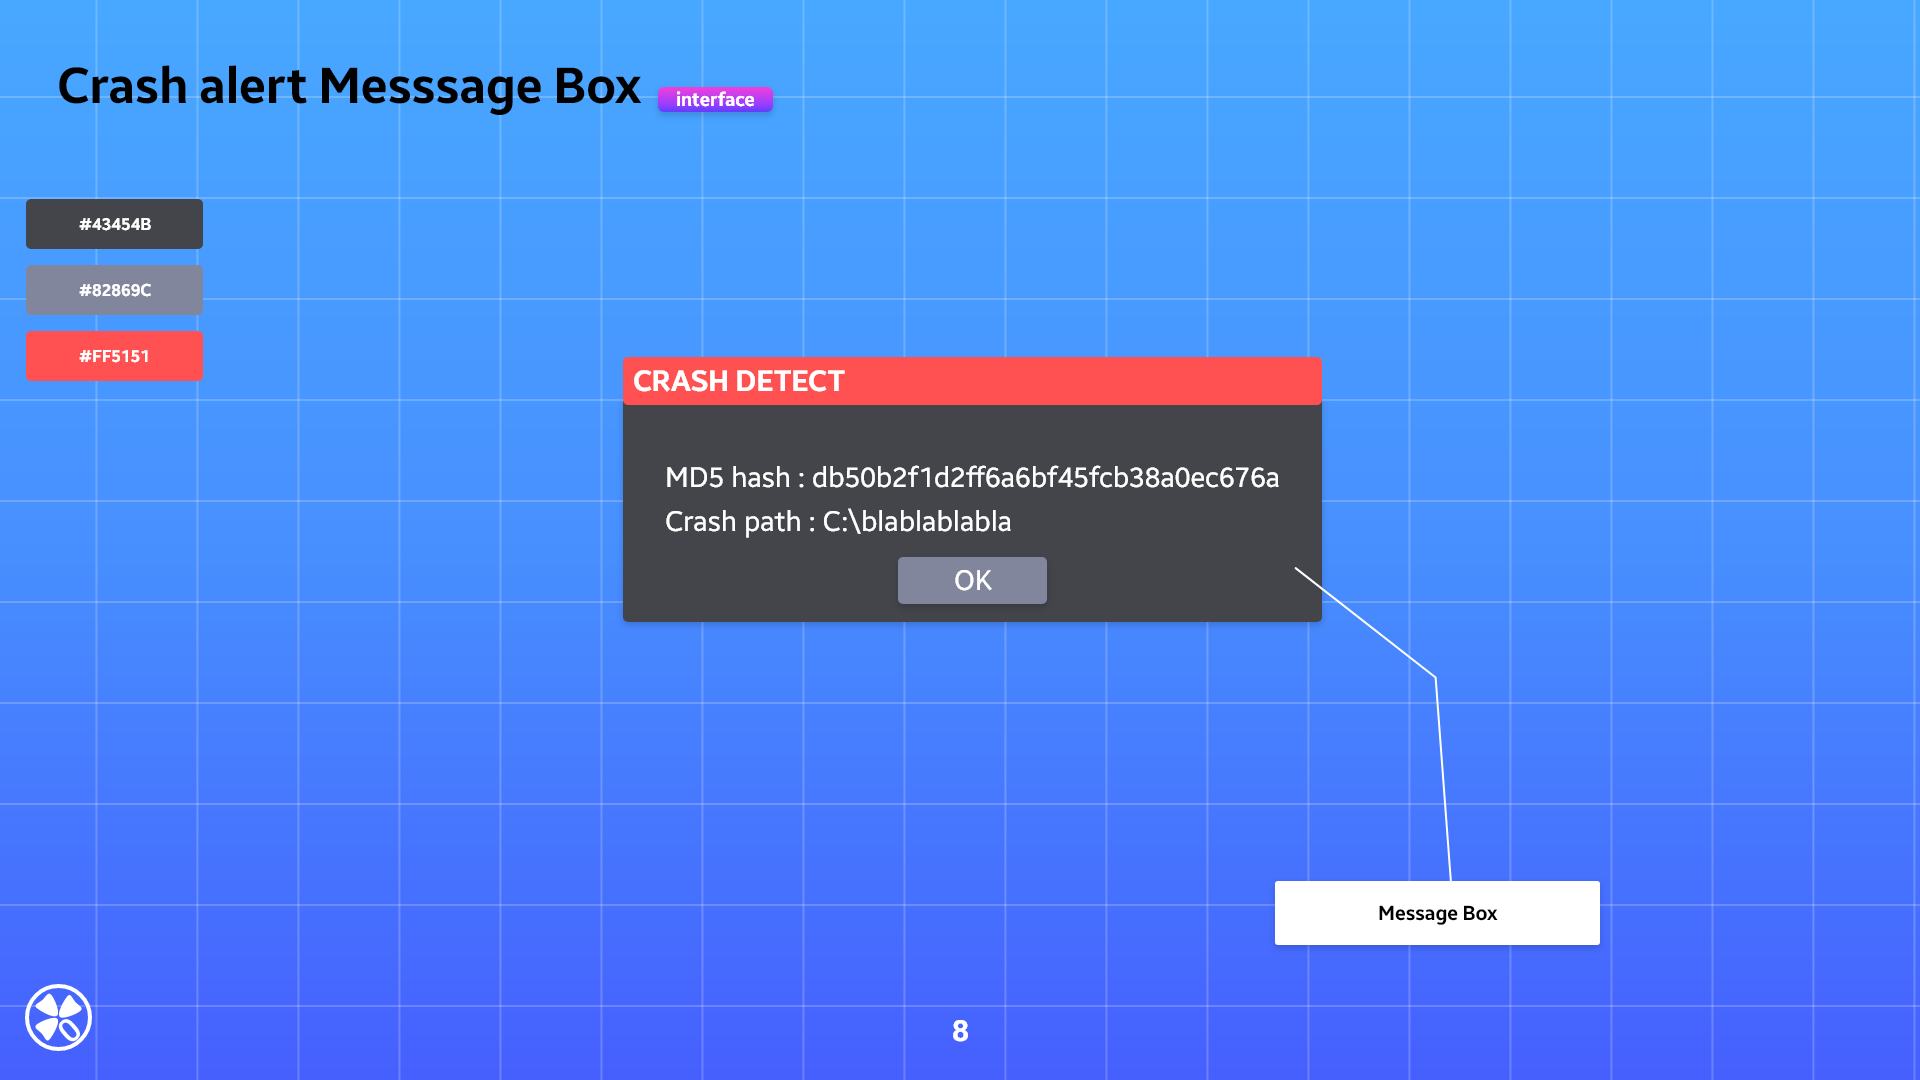 Crash alert Messsage Box
interface
#43454B
#82869C
#FF5151
CRASH DETECT
MD5 hash : db50b2f1d2ff6a6bf45fcb38a0ec676a
Crash path : C:\blablablabla
OK
Message Box
8